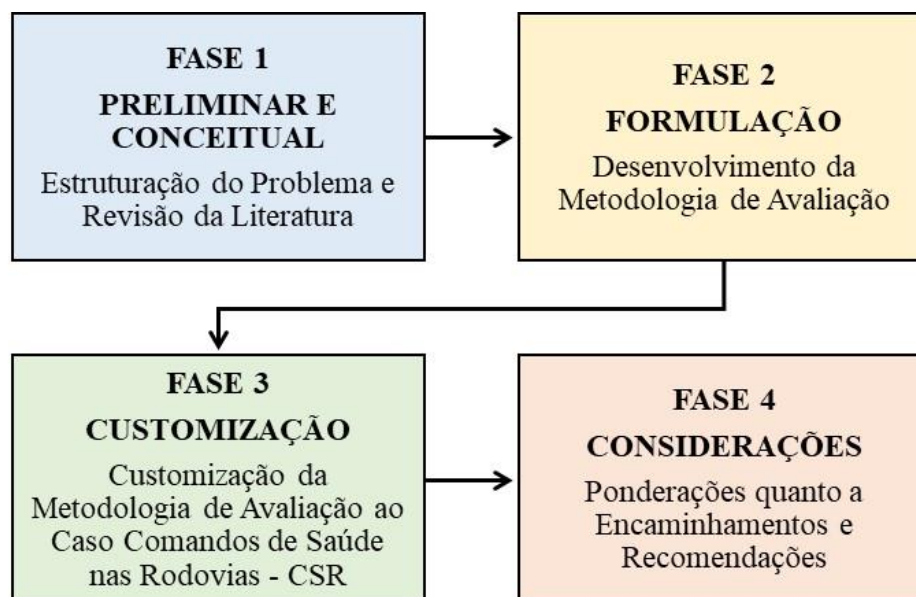 FASE 1
PRELIMINAR E
CONCEITUAL
Estruturação do Problema e
Revisão da Literatura
FASE 2
FORMULAÇÃO
Desenvolvimento da
Metodologia de Avaliação
FASE 3
CUSTOMIZAÇÃO
Customização da
Metodologia de Avaliação ao
Caso Comandos de Saúde
nas Rodovias - CSR
FASE 4
CONSIDERAÇÕES
Ponderações quanto a
Encaminhamentos e
Recomendações